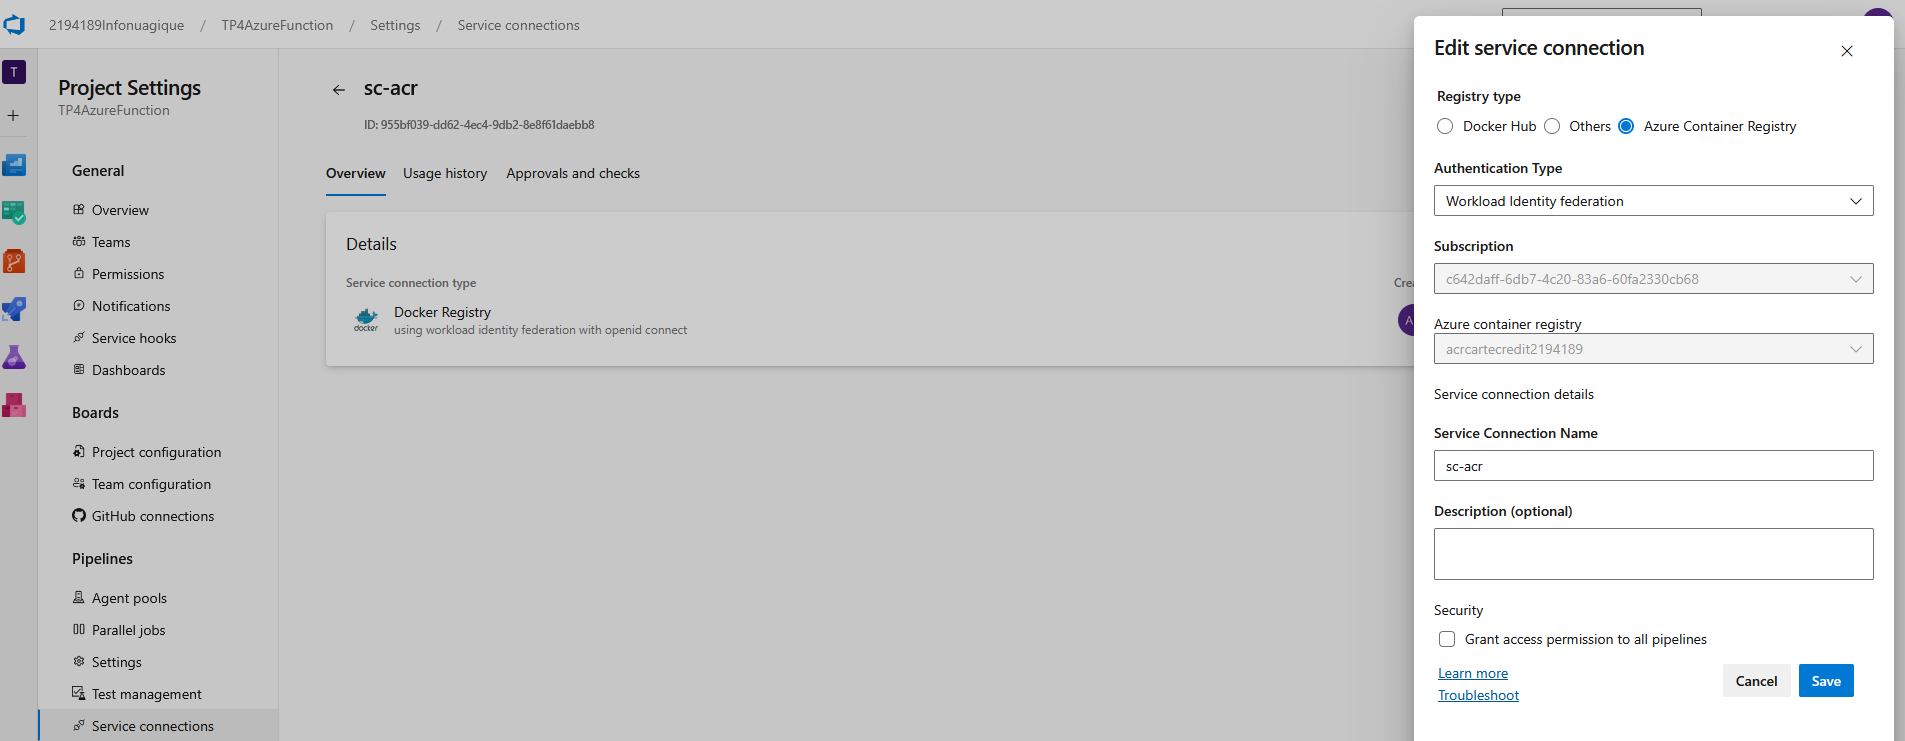 2194189Infonuagique / TP4AzureFunction / Settings / Service connections
T
Project Settings
TP4AzureFunction
General
Overview
Teams
Permissions
Notifications
Service hooks
Dashboards
Boards
Project configuration
Team configuration
GitHub connections
Pipelines
Agent pools
Parallel jobs
Settings
Test management
Service connections
sc-acr
ID: 955bf039-dd62-4ec4-9db2-8e8f61daebb8
Overview Usage history Approvals and checks
Details
Service connection type
Crea
docker
Docker Registry
using workload identity federation with openid connect
A
Edit service connection
Registry type
Docker Hub Others Azure Container Registry
Authentication Type
Workload Identity federation
Subscription
c642daff-6db7-4c20-83a6-60fa2330cb68
Azure container registry
acrcartecredit2194189
Service connection details
Service Connection Name
sc-acr
Description (optional)
Security
Grant access permission to all pipelines
Learn more
Troubleshoot
Cancel Save